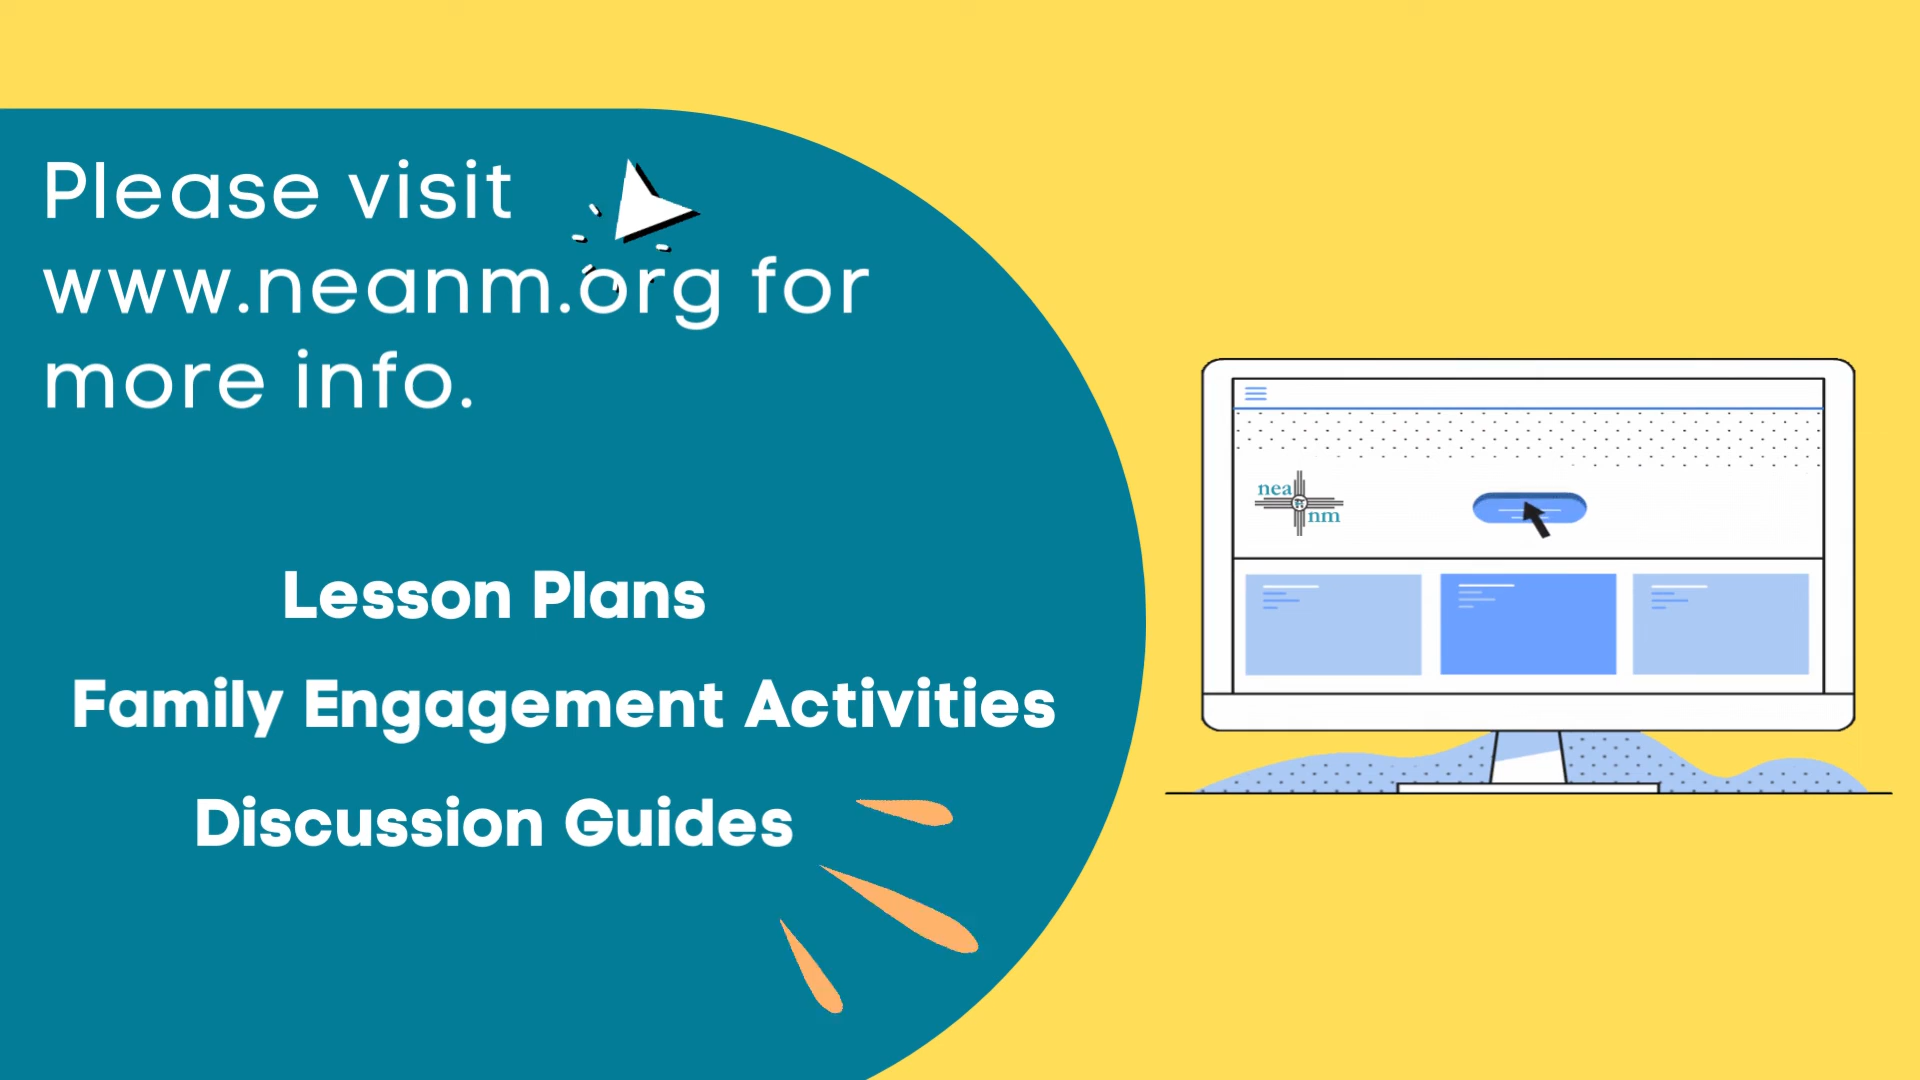 Please visit
www.neanm.org for
more info.
Lesson Plans
Family Engagement Activities
Discussion Guides
nea
nm